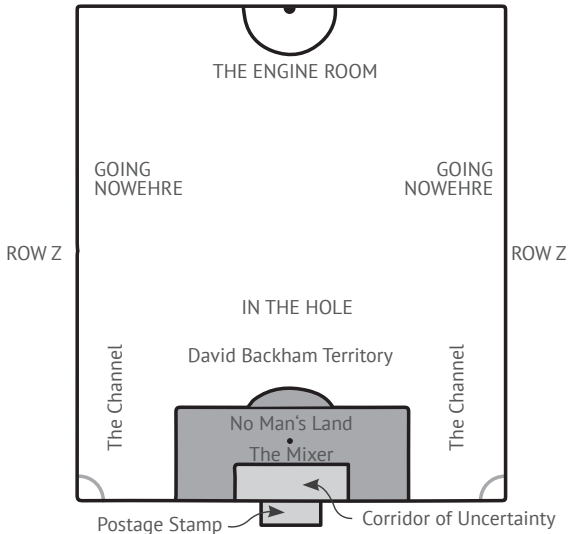 THE ENGINE ROOM
GOING
NOWEHRE
GOING
NOWEHRE
ROW Z
ROW Z
IN THE HOLE
David Backham Territory
The Channel
The Channel
No Man's Land
The Mixer
Postage Stamp
Corridor of Uncertainty